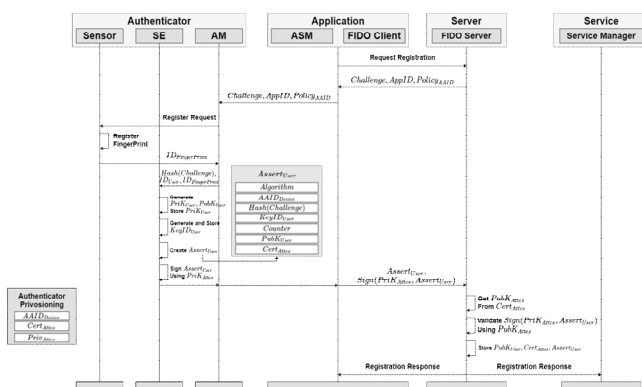 Authenticator
Application
Server
Service
Sensor
SE
AM
ASM
FIDO Client
FIDO Server
Service Manager
Request Registration
Challenge, AppID, Policy_AAID
Challenge, AppID, Policy_AAID
Register Request
Register
FingerPrint
ID_FingerPrint
Hash(Challenge),
ID_User, ID_FingerPrint
Generate
PriK_User, PubK_User
Store PriK_User
Generate and Store
KeyID_User
Create Assert_User
Sign Assert_User
Using PriK_Attes
Assert_User
Algorithm
AAID_Device
Hash(Challenge)
KeyID_User
Counter
PubK_User
Cert_Attes
Assert_User,
Sign(PriK_Attes, Assert_User)
Get PubK_Attes
From Cert_Attes
Validate Sign(PriK_Attes, Assert_User)
Using PubK_Attes
Store PubK_User, Cert_Attes, Assert_User
Registration Response
Registration Response
Authenticator
Privosioning
AAID_Device
Cert_Attes
Priv_Attes